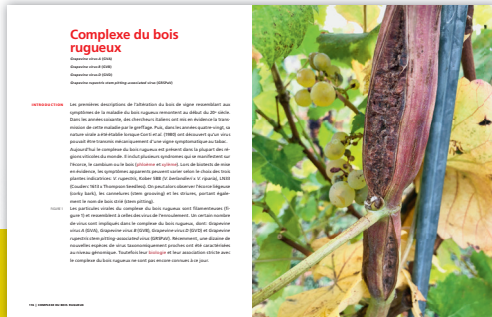 Complexe du bois
rugueux
Grapevine virus A (GVA)
Grapevine virus B (GVB)
Grapevine virus D (GVD)
Grapevine rupestris stem pitting-associated virus (GRSPaV)
INTRODUCTION
Les premières descriptions de l'altération du bois de vigne ressemblant aux
symptômes de la maladie du bois rugueux remontent au début du 20e siècle.
Dans les années soixante, des chercheurs italiens ont mis en évidence la trans-
mission de cette maladie par le greffage. Puis, dans les années quatre-vingt, sa
nature virale a été établie lorsque Conti et al. (1980) ont découvert qu'un virus
pouvait être transmis mécaniquement d'une vigne symptomatique au tabac.
Aujourd'hui le complexe du bois rugueux est présent dans la plupart des ré-
gions viticoles du monde. Il inclut plusieurs syndromes qui se manifestent sur
l'écorce, le cambium ou le bois (phloème et xylème). Lors de biotests de mise
en évidence, les symptômes apparents peuvent varier selon le choix des trois
plantes indicatrices: V. rupestris, Kober 5BB (V. berlandieri x V. riparia), LN33
(Couderc 1613 x Thompson Seedless). On peut alors observer l'écorce liégeuse
(corky bark), les cannelures (stem grooving) et les striures, portant égale-
ment le nom de bois strié (stem pitting).
FIGURE 1
Les particules virales du complexe du bois rugueux sont filamenteuses (fi-
gure 1) et ressemblent à celles des virus de l'enroulement. Un certain nombre
de virus sont impliqués dans le complexe du bois rugueux, dont: Grapevine
virus A (GVA), Grapevine virus B (GVB), Grapevine virus D (GVD) et Grapevine
rupestris stem pitting-associated virus (GRSPaV). Récemment, une dizaine de
nouvelles espèces de virus taxonomiquement proches ont été caractérisées
au niveau génomique. Toutefois leur biologie et leur association stricte avec
le complexe du bois rugueux ne sont pas encore connues à ce jour.
COMPLEXE DU BOIS RUGUEUX